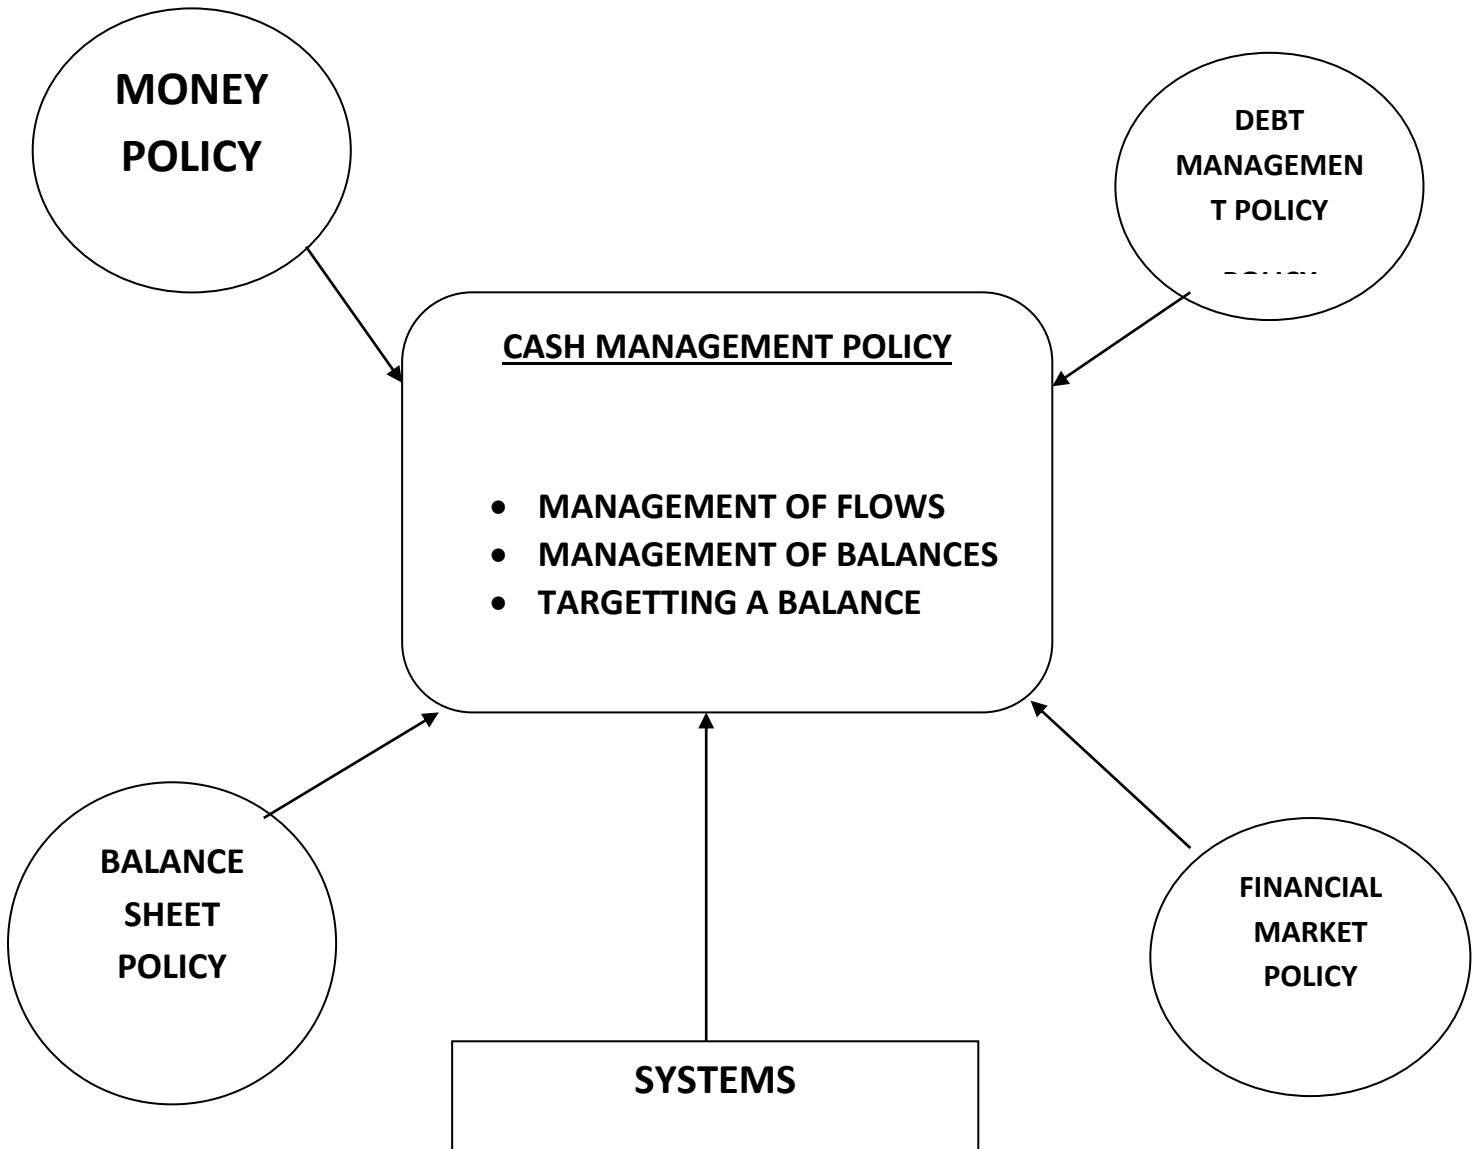 MONEY
POLICY
DEBT
MANAGEMEN
T POLICY
CASH MANAGEMENT POLICY
• MANAGEMENT OF FLOWS
• MANAGEMENT OF BALANCES
• TARGETTING A BALANCE
BALANCE
SHEET
POLICY
FINANCIAL
MARKET
POLICY
SYSTEMS